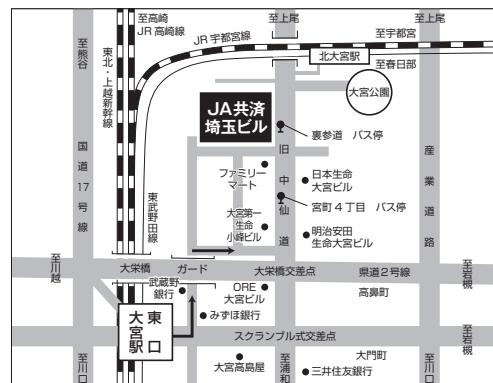 至高崎
JR高崎線
至上尾
至上尾
JR宇都宮線
至宇都宮
北大宮駅
至春日部
至熊谷
東北・上越新幹線
大宮公園
JA共済
埼玉ビル
裏参道 バス停
国道17号線
旧中仙道
産業道路
ファミリー
マート
日本生命
大宮ビル
東武野田線
宮町4丁目 バス停
大宮第一
生命
小峰ビル
明治安田
生命大宮ビル
至川越
大栄橋
ガード
大栄橋交差点
県道2号線
至岩槻
武蔵野
銀行
ORE
大宮ビル
高鼻町
みずほ銀行
東口
大宮駅
スクランブル式交差点
至岩槻
大門町
至川口
大宮高島屋
至浦和
三井住友銀行
至川口